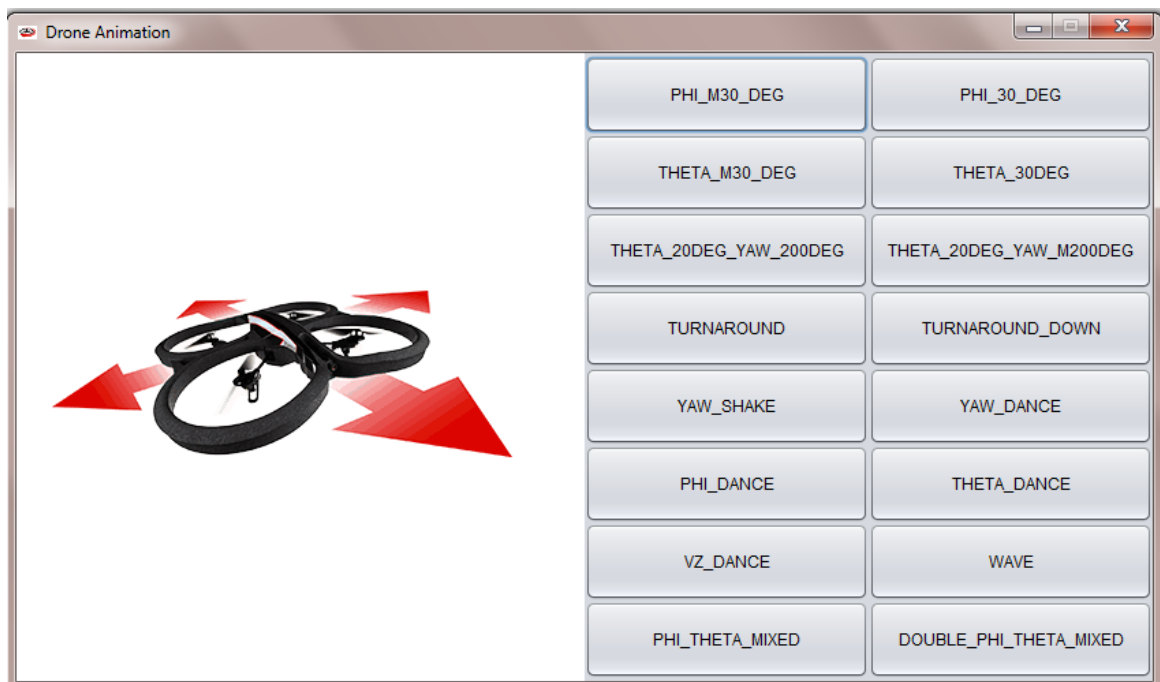 Drone Animation
PHI_M30_DEG
PHI_30_DEG
THETA_M30_DEG
THETA_30DEG
THETA_20DEG_YAW_200DEG
THETA_20DEG_YAW_M200DEG
TURNAROUND
TURNAROUND_DOWN
YAW_SHAKE
YAW_DANCE
PHI_DANCE
THETA_DANCE
VZ_DANCE
WAVE
PHI_THETA_MIXED
DOUBLE_PHI_THETA_MIXED